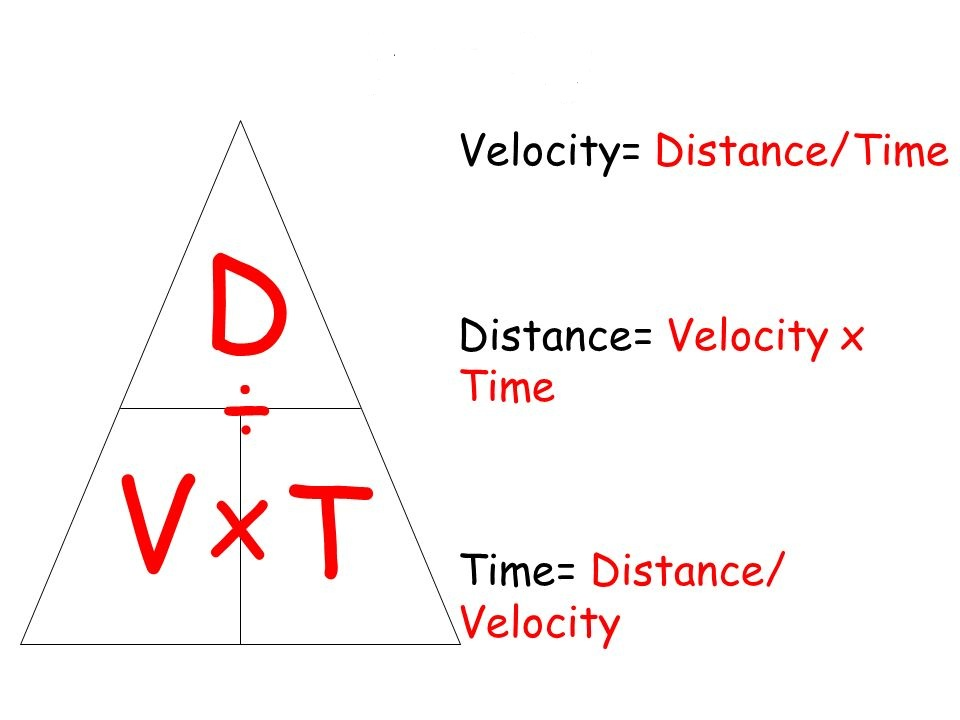 D
÷
V x T
Velocity= Distance/Time
Distance= Velocity x
Time
Time= Distance/
Velocity